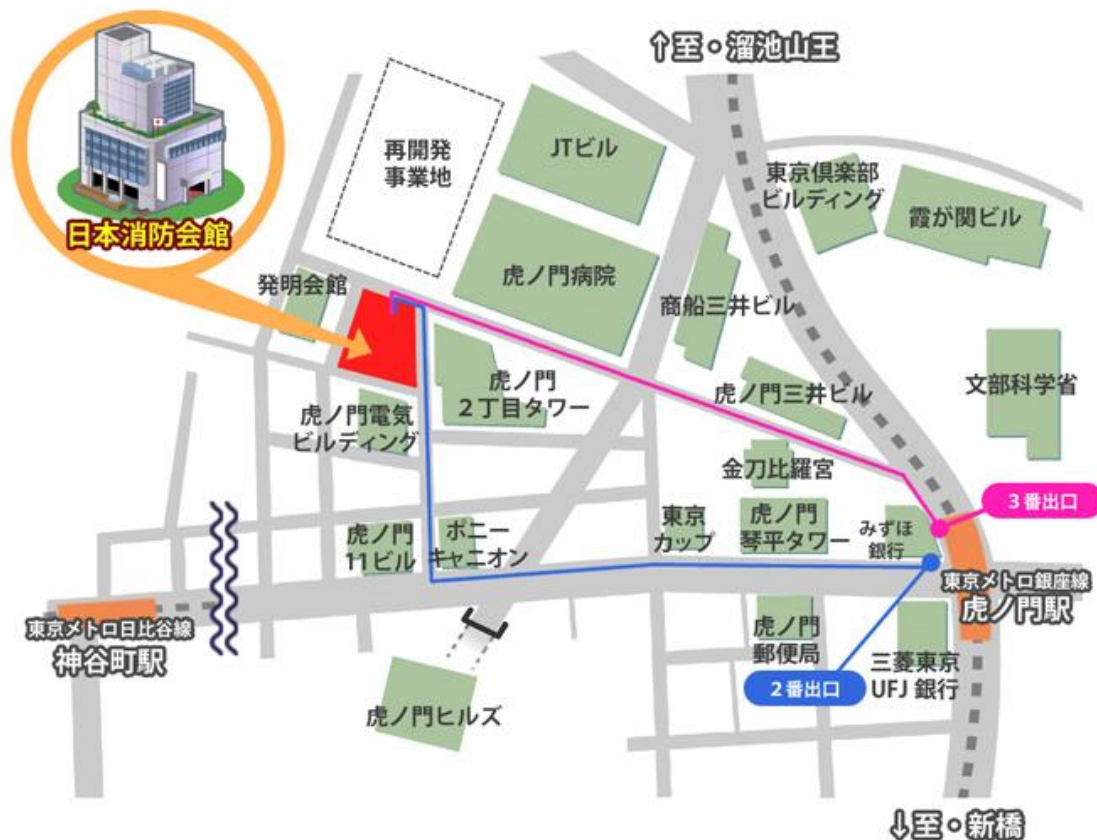 ↑至・溜池山王
再開発
事業地
JTビル
東京倶楽部
ビルディング
霞が関ビル
日本消防会館
発明会館
虎ノ門病院
商船三井ビル
虎ノ門
２丁目タワー
虎ノ門三井ビル
文部科学省
虎ノ門電気
ビルディング
金刀比羅宮
３番出口
虎ノ門
11ビル
ポニー
キャニオン
東京
カップ
虎ノ門
琴平タワー
みずほ
銀行
東京メトロ銀座線
虎ノ門駅
東京メトロ日比谷線
神谷町駅
虎ノ門
郵便局
三菱東京
UFJ 銀行
２番出口
虎ノ門ヒルズ
↓至・新橋